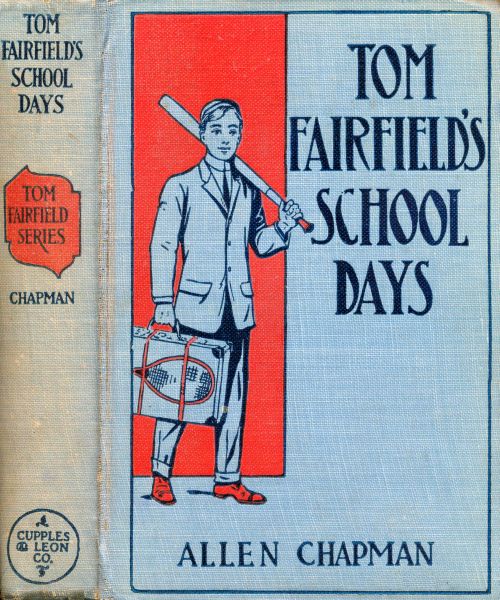 TOM
FAIRFIELD'S
SCHOOL
DAYS
TOM
FAIRFIELD
SERIES
CHAPMAN
CUPPLES
& LEON
CO.
TOM
FAIRFIELD'S
SCHOOL
DAYS
ALLEN CHAPMAN